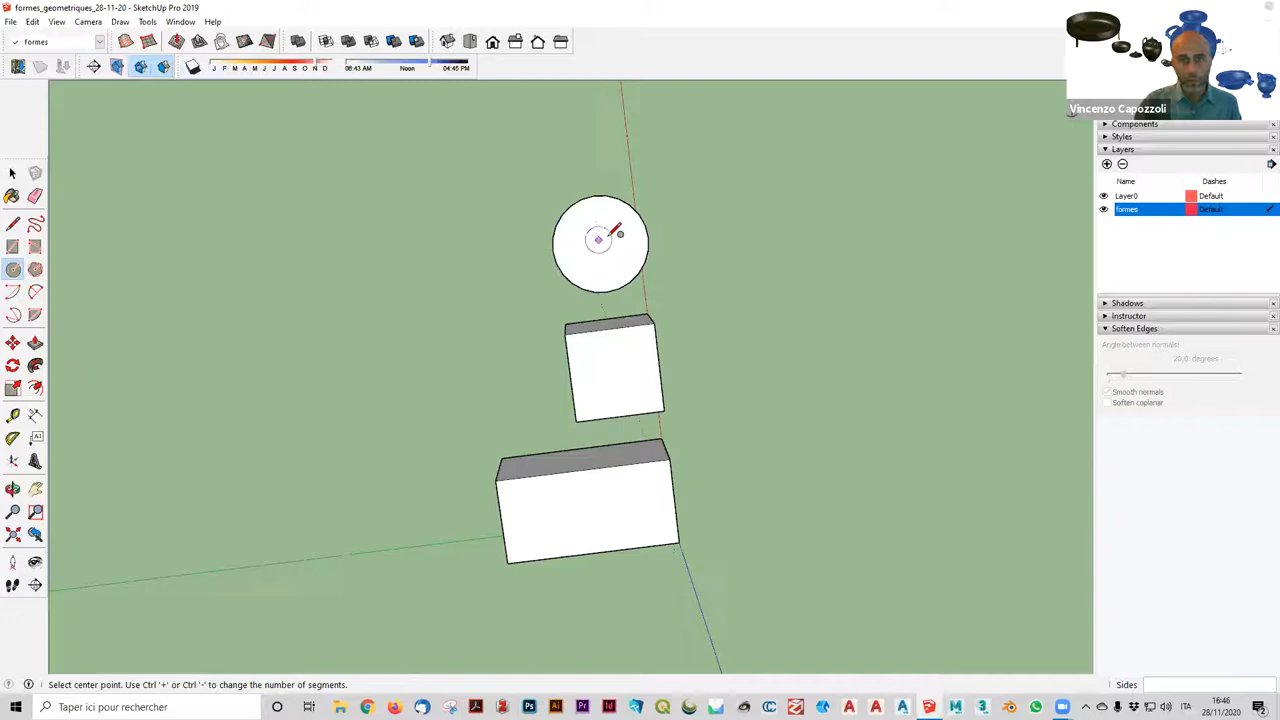 formes_geometriques_28-11-20 - SketchUp Pro 2019
File Edit View Camera Draw Tools Window Help
formes
J F M A M J J A S O N D
06:43 AM Noon 04:45 PM
Vincenzo Capozzoli
Components
Styles
Layers
Name Dashes
Layer0 Default
formes Default
Shadows
Instructor
Soften Edges
Angle between normals:
20.0 degrees
Smooth normals
Soften coplanar
Select center point. Use Ctrl '+' or Ctrl '-' to change the number of segments.
Sides
Taper ici pour rechercher
ITA
16:46
28/11/2020